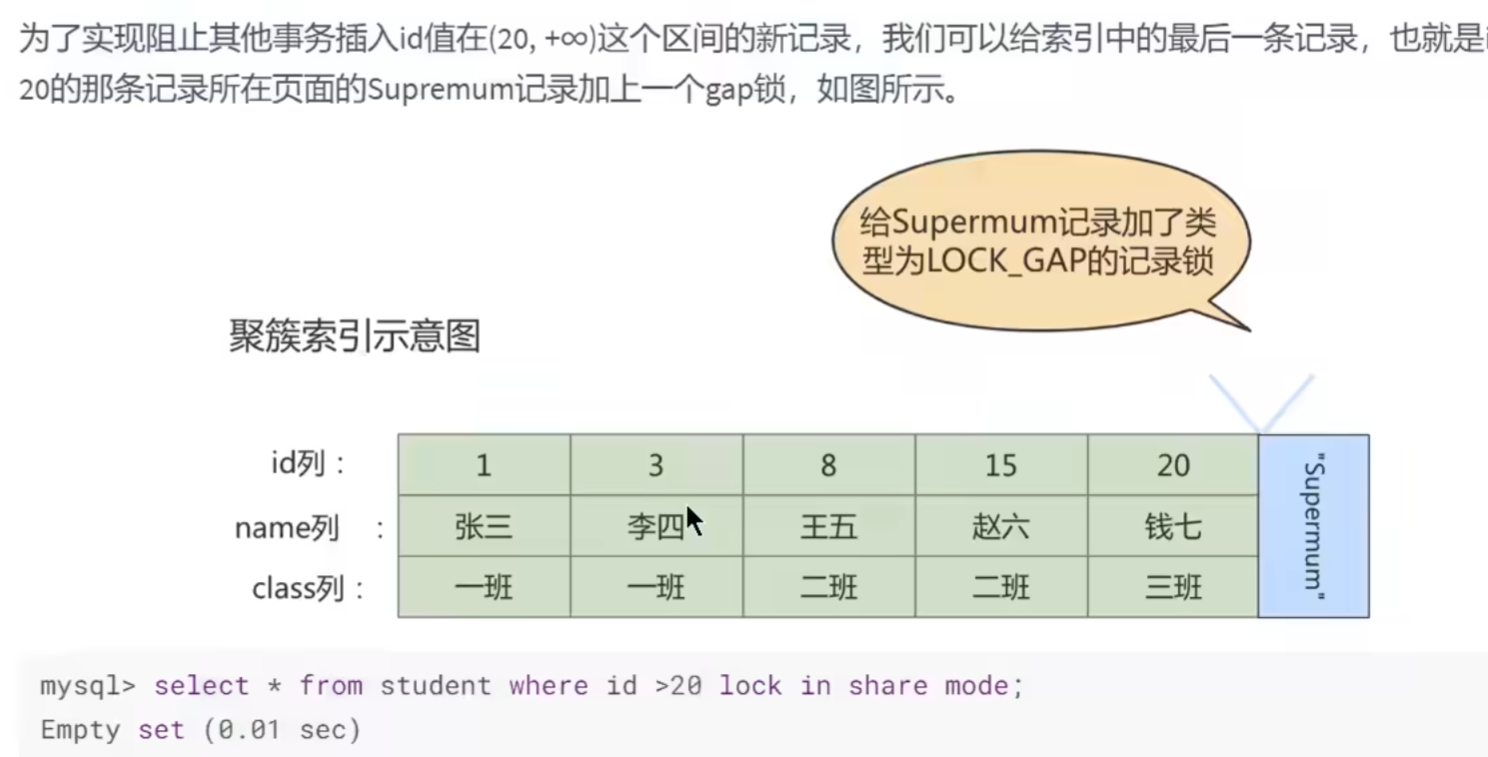 为了实现阻止其他事务插入id值在(20, +∞)这个区间的新记录，我们可以给索引中的最后一条记录，也就是i
20的那条记录所在页面的Supremum记录加上一个gap锁，如图所示。
给Supermum记录加了类
型为LOCK_GAP的记录锁
聚簇索引示意图
id列： 1 3 8 15 20
name列 ： 张三 李四 王五 赵六 钱七
class列： 一班 一班 二班 二班 三班
"Supermum"
mysql> select * from student where id >20 lock in share mode;
Empty set (0.01 sec)